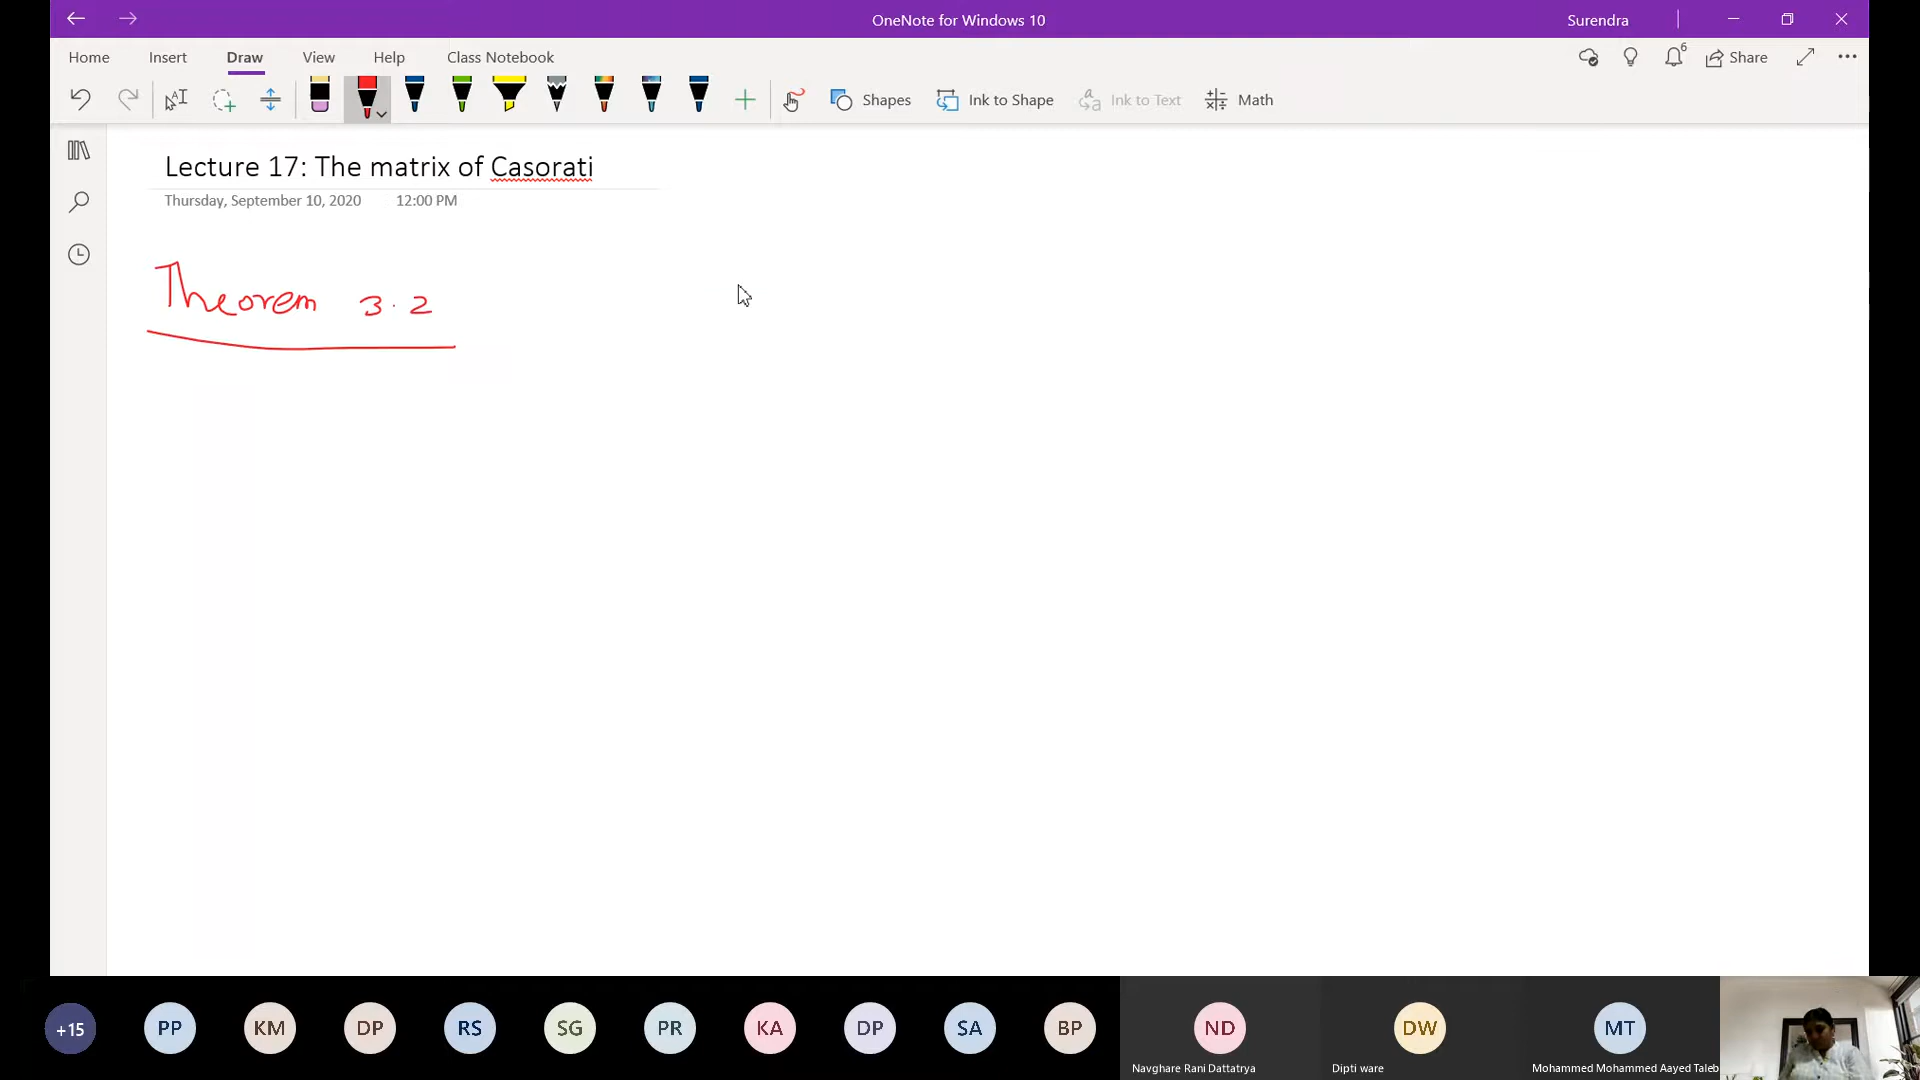 OneNote for Windows 10
Surendra
Home Insert Draw View Help Class Notebook
6
Share
Shapes Ink to Shape Ink to Text Math
Lecture 17: The matrix of Casorati
Thursday, September 10, 2020 12:00 PM
Theorem 3.2
+15 PP KM DP RS SG PR KA DP SA BP ND DW MT
Navghare Rani Dattatrya Dipti ware Mohammed Mohammed Aayed Taleb